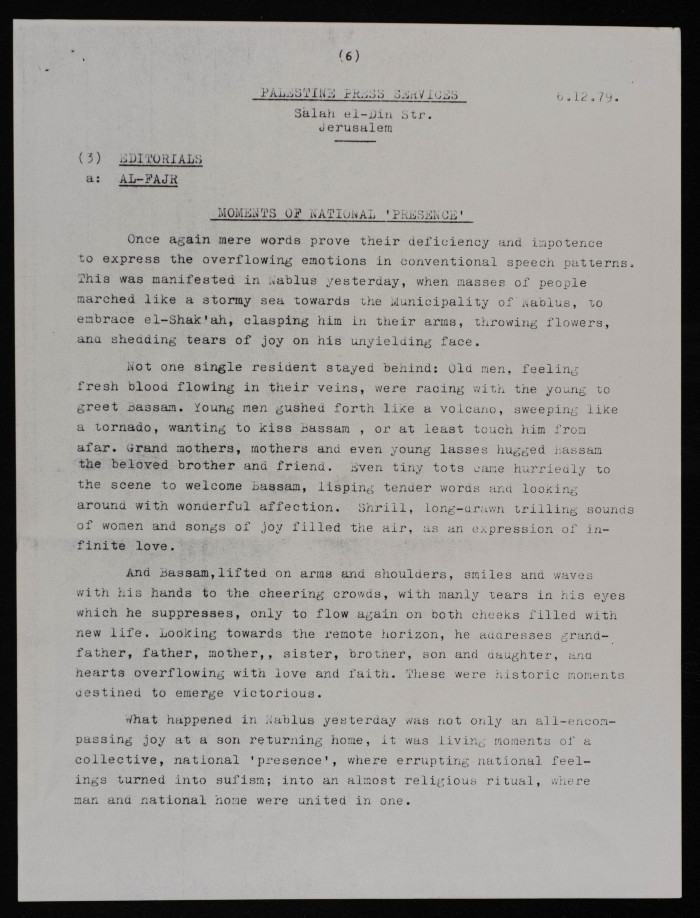 (6)
PALESTINE PRESS SERVICES 6.12.79.
Salah el-Din Str.
Jerusalem
(3) EDITORIALS
a: AL-FAJR
MOMENTS OF NATIONAL 'PRESENCE'
Once again mere words prove their deficiency and impotence
to express the overflowing emotions in conventional speech patterns.
This was manifested in Nablus yesterday, when masses of people
marched like a stormy sea towards the Municipality of Nablus, to
embrace el-Shak'ah, clasping him in their arms, throwing flowers,
and shedding tears of joy on his unyielding face.
Not one single resident stayed behind: Old men, feeling
fresh blood flowing in their veins, were racing with the young to
greet Bassam. Young men gushed forth like a volcano, sweeping like
a tornado, wanting to kiss Bassam , or at least touch him from
afar. Grand mothers, mothers and even young lasses hugged Bassam
the beloved brother and friend. Even tiny tots came hurriedly to
the scene to welcome Bassam, lisping tender words and looking
around with wonderful affection. Shrill, long-drawn trilling sounds
of women and songs of joy filled the air, as an expression of in-
finite love.
And Bassam,lifted on arms and shoulders, smiles and waves
with his hands to the cheering crowds, with manly tears in his eyes
which he suppresses, only to flow again on both cheeks filled with
new life. Looking towards the remote horizon, he addresses grand-
father, father, mother,, sister, brother, son and daughter, and
hearts overflowing with love and faith. These were historic moments
destined to emerge victorious.
What happened in Nablus yesterday was not only an all-encom-
passing joy at a son returning home, it was living moments of a
collective, national 'presence', where errupting national feel-
ings turned into sufism; into an almost religious ritual, where
man and national home were united in one.